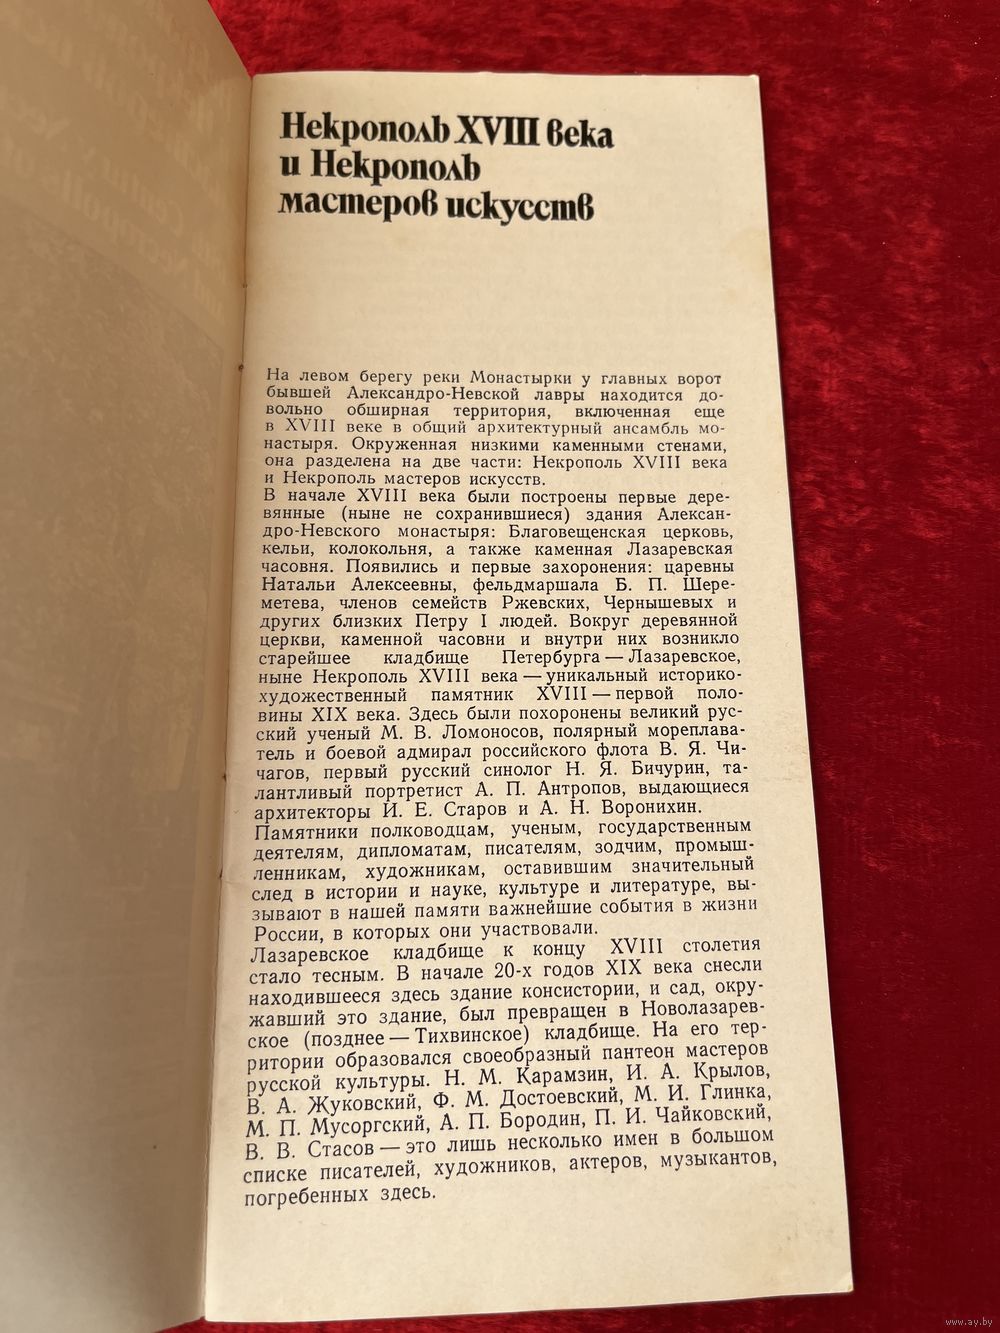 Некрополь XVIII века
и Некрополь
мастеров искусств
На левом берегу реки Монастырки у главных ворот
бывшей Александро-Невской лавры находится до-
вольно обширная территория, включенная еще
в XVIII веке в общий архитектурный ансамбль мо-
настыря. Окруженная низкими каменными стенами,
она разделена на две части: Некрополь XVIII века
и Некрополь мастеров искусств.
В начале XVIII века были построены первые дере-
вянные (ныне не сохранившиеся) здания Алексан-
дро-Невского монастыря: Благовещенская церковь,
кельи, колокольня, а также каменная Лазаревская
часовня. Появились и первые захоронения: царевны
Натальи Алексеевны, фельдмаршала Б. П. Шере-
метева, членов семейств Ржевских, Чернышевых и
других близких Петру I людей. Вокруг деревянной
церкви, каменной часовни и внутри них возникло
старейшее кладбище Петербурга — Лазаревское,
ныне Некрополь XVIII века — уникальный историко-
художественный памятник XVIII — первой поло-
вины XIX века. Здесь были похоронены великий рус-
ский ученый М. В. Ломоносов, полярный мореплава-
тель и боевой адмирал российского флота В. Я. Чи-
чагов, первый русский синолог Н. Я. Бичурин, та-
лантливый портретист А. П. Антропов, выдающиеся
архитекторы И. Е. Старов и А. Н. Воронихин.
Памятники полководцам, ученым, государственным
деятелям, дипломатам, писателям, зодчим, промыш-
ленникам, художникам, оставившим значительный
след в истории и науке, культуре и литературе, вы-
зывают в нашей памяти важнейшие события в жизни
России, в которых они участвовали.
Лазаревское кладбище к концу XVIII столетия
стало тесным. В начале 20-х годов XIX века снесли
находившееся здесь здание консистории, и сад, окру-
жавший это здание, был превращен в Новолазарев-
ское (позднее — Тихвинское) кладбище. На его тер-
ритории образовался своеобразный пантеон мастеров
русской культуры. Н. М. Карамзин, И. А. Крылов,
В. А. Жуковский, Ф. М. Достоевский, М. И. Глинка,
М. П. Мусоргский, А. П. Бородин, П. И. Чайковский,
В. В. Стасов — это лишь несколько имен в большом
списке писателей, художников, актеров, музыкантов,
погребенных здесь.
www.ay.by